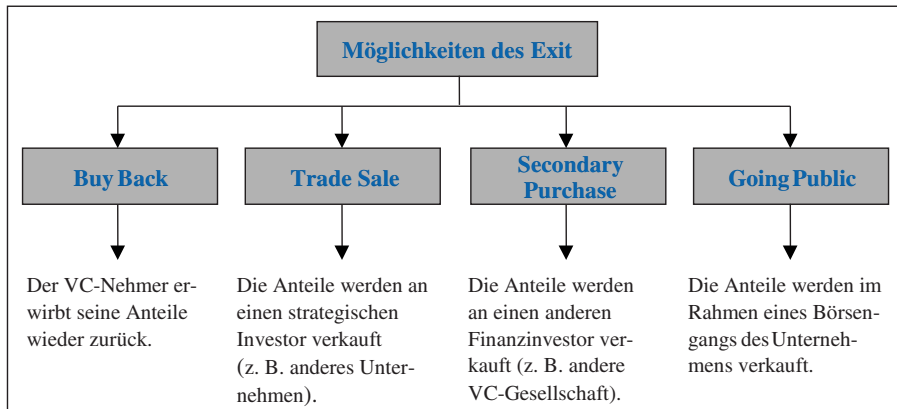 Möglichkeiten des Exit
Buy Back
Trade Sale
Secondary
Purchase
Going Public
Der VC-Nehmer er-
wirbt seine Anteile
wieder zurück.
Die Anteile werden an
einen strategischen
Investor verkauft
(z. B. anderes Unter-
nehmen).
Die Anteile werden
an einen anderen
Finanzinvestor ver-
kauft (z. B. andere
VC-Gesellschaft).
Die Anteile werden im
Rahmen eines Börsen-
gangs des Unterneh-
mens verkauft.